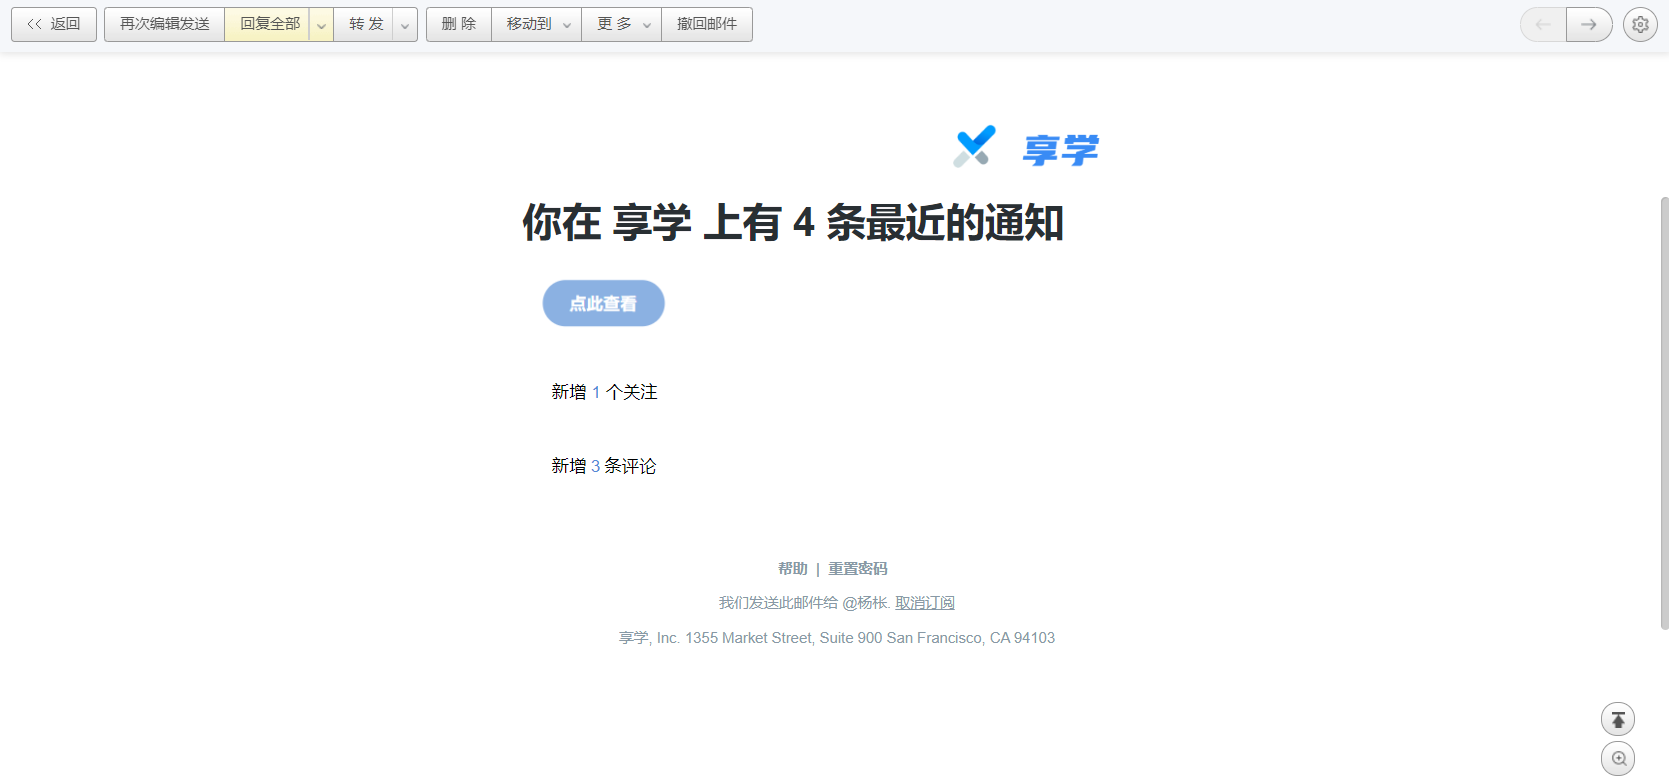 返回 再次编辑发送 回复全部 转 发 删 除 移动到 更 多 撤回邮件
享学
你在 享学 上有 4 条最近的通知
点此查看
新增 1 个关注
新增 3 条评论
帮助 | 重置密码
我们发送此邮件给 @杨枨. 取消订阅
享学, Inc. 1355 Market Street, Suite 900 San Francisco, CA 94103